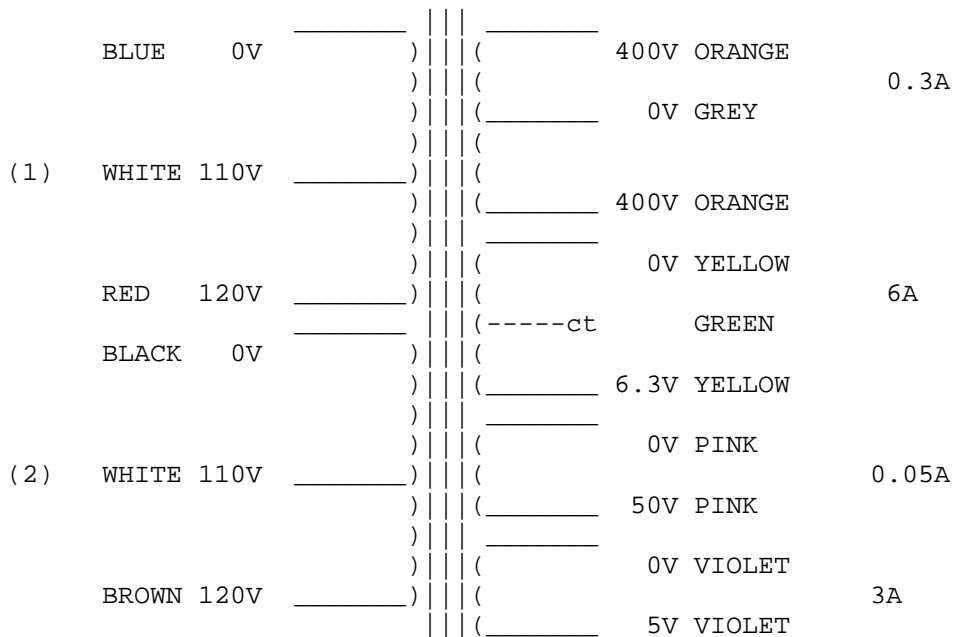 BLUE 0V 400V ORANGE
0.3A
0V GREY
(1) WHITE 110V
400V ORANGE
0V YELLOW
RED 120V 6A
-----ct GREEN
BLACK 0V
6.3V YELLOW
0V PINK
(2) WHITE 110V 0.05A
50V PINK
0V VIOLET
BROWN 120V 3A
5V VIOLET